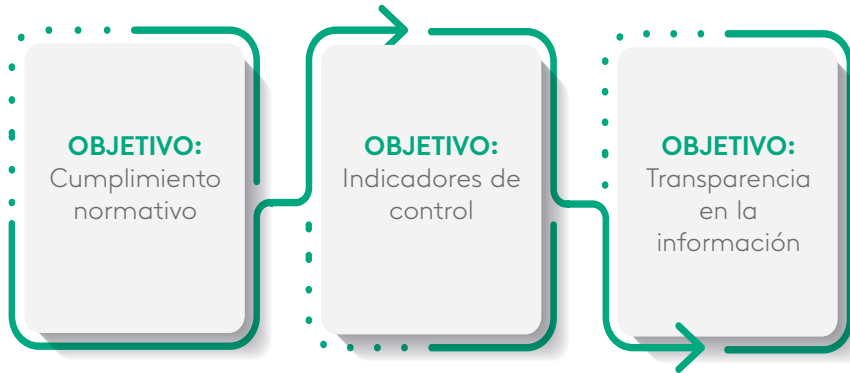 OBJETIVO:
Cumplimiento
normativo
OBJETIVO:
Indicadores de
control
OBJETIVO:
Transparencia
en la
información